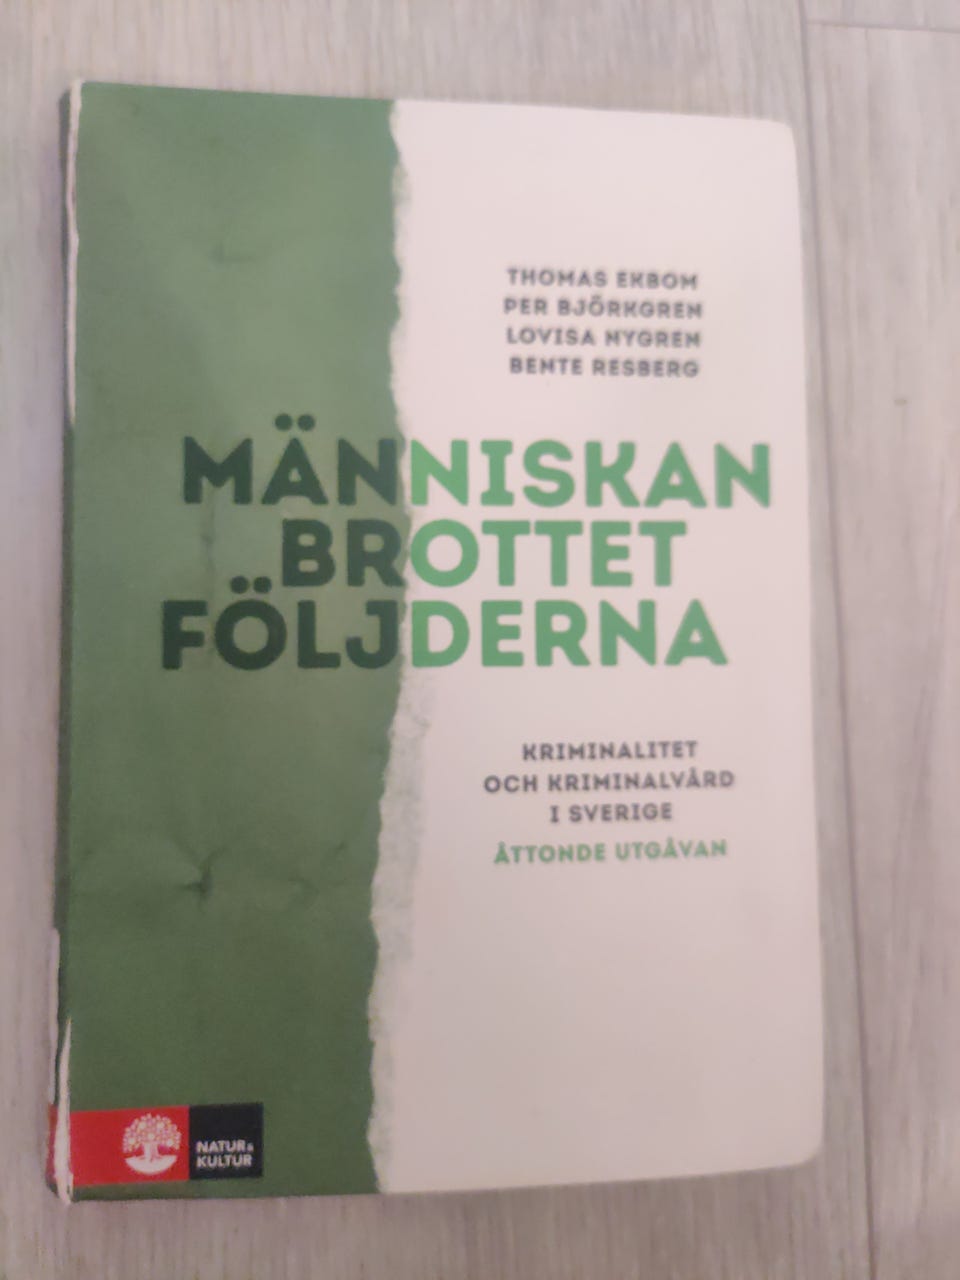 THOMAS EKBOM
PER BJÖRKGREN
LOVISA NYGREN
BENTE RESBERG
MÄNNISKAN
BROTTET
FÖLJDERNA
KRIMINALITET
OCH KRIMINALVÅRD
I SVERIGE
ÅTTONDE UTGÅVAN
NATUR &
KULTUR